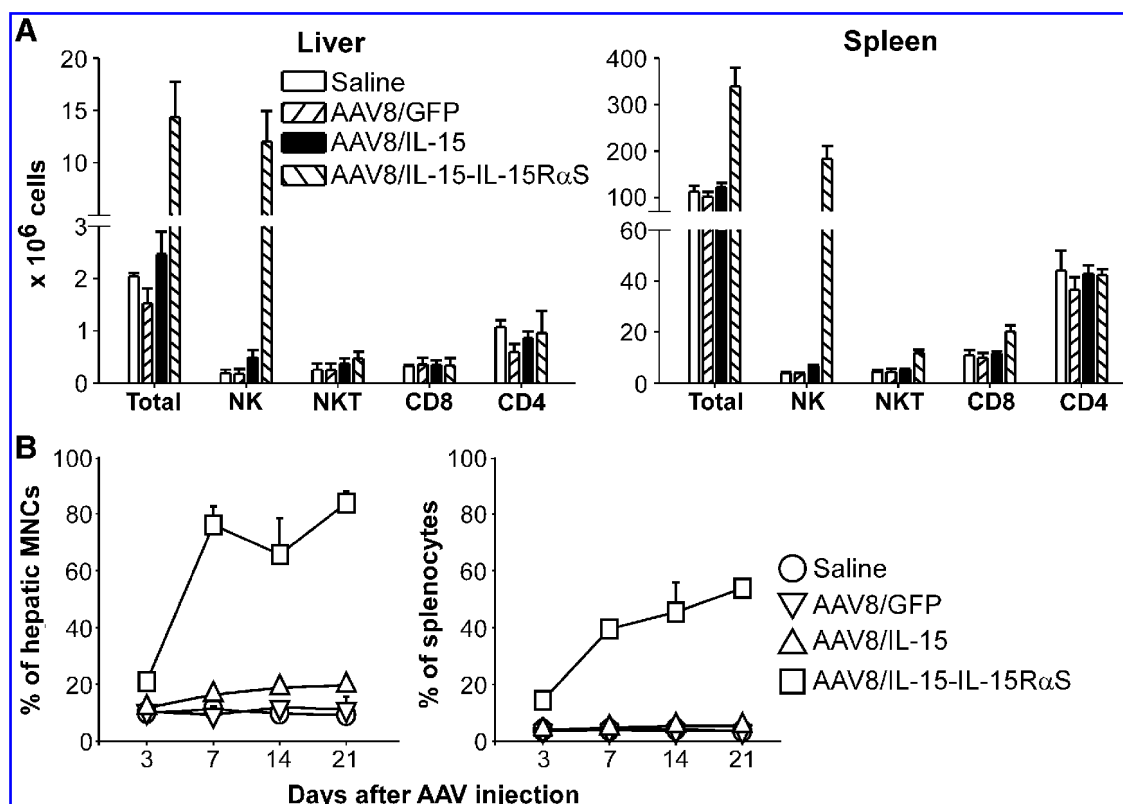 A
Liver
Spleen
Saline
AAV8/GFP
AAV8/IL-15
AAV8/IL-15-IL-15RαS
x 10⁶ cells
20
15
10
5
3
2
1
0
Total NK NKT CD8 CD4
400
300
200
100
60
40
20
0
Total NK NKT CD8 CD4
B
% of hepatic MNCs
100
80
60
40
20
0
3 7 14 21
% of splenocytes
100
80
60
40
20
0
3 7 14 21
Saline
AAV8/GFP
AAV8/IL-15
AAV8/IL-15-IL-15RαS
Days after AAV injection